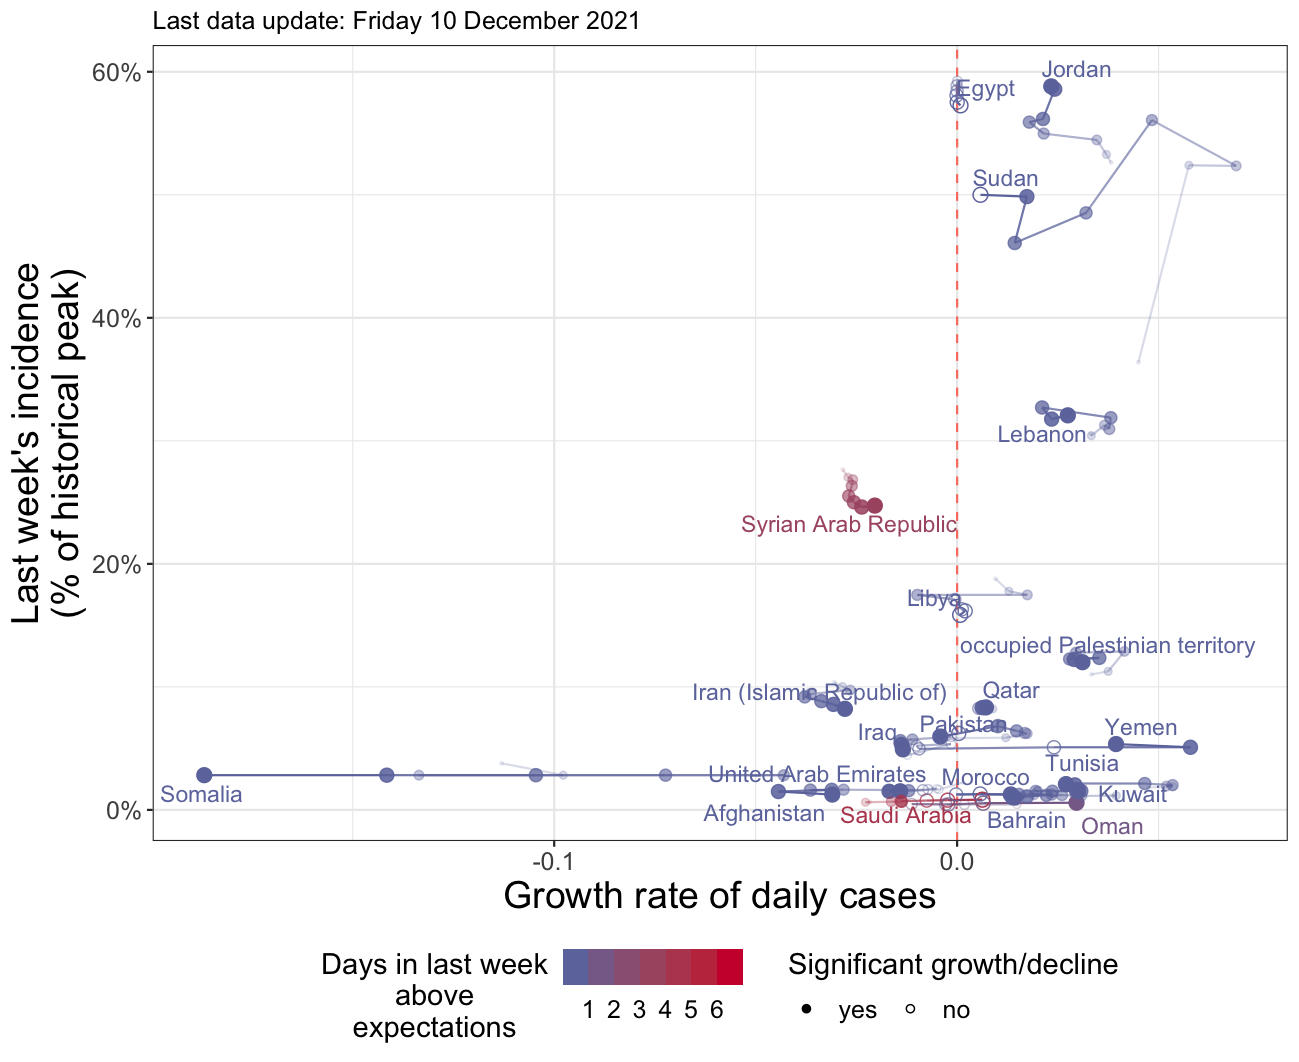 Last data update: Friday 10 December 2021
60%
40%
20%
0%
Last week's incidence
(% of historical peak)
Jordan
Egypt
Sudan
Lebanon
Syrian Arab Republic
Libya
occupied Palestinian territory
Iran (Islamic Republic of)
Qatar
Pakistan
Iraq
Yemen
Tunisia
United Arab Emirates
Morocco
Somalia
Kuwait
Afghanistan
Saudi Arabia
Bahrain
Oman
-0.1
0.0
Growth rate of daily cases
Days in last week
above
expectations
1 2 3 4 5 6
Significant growth/decline
yes
no